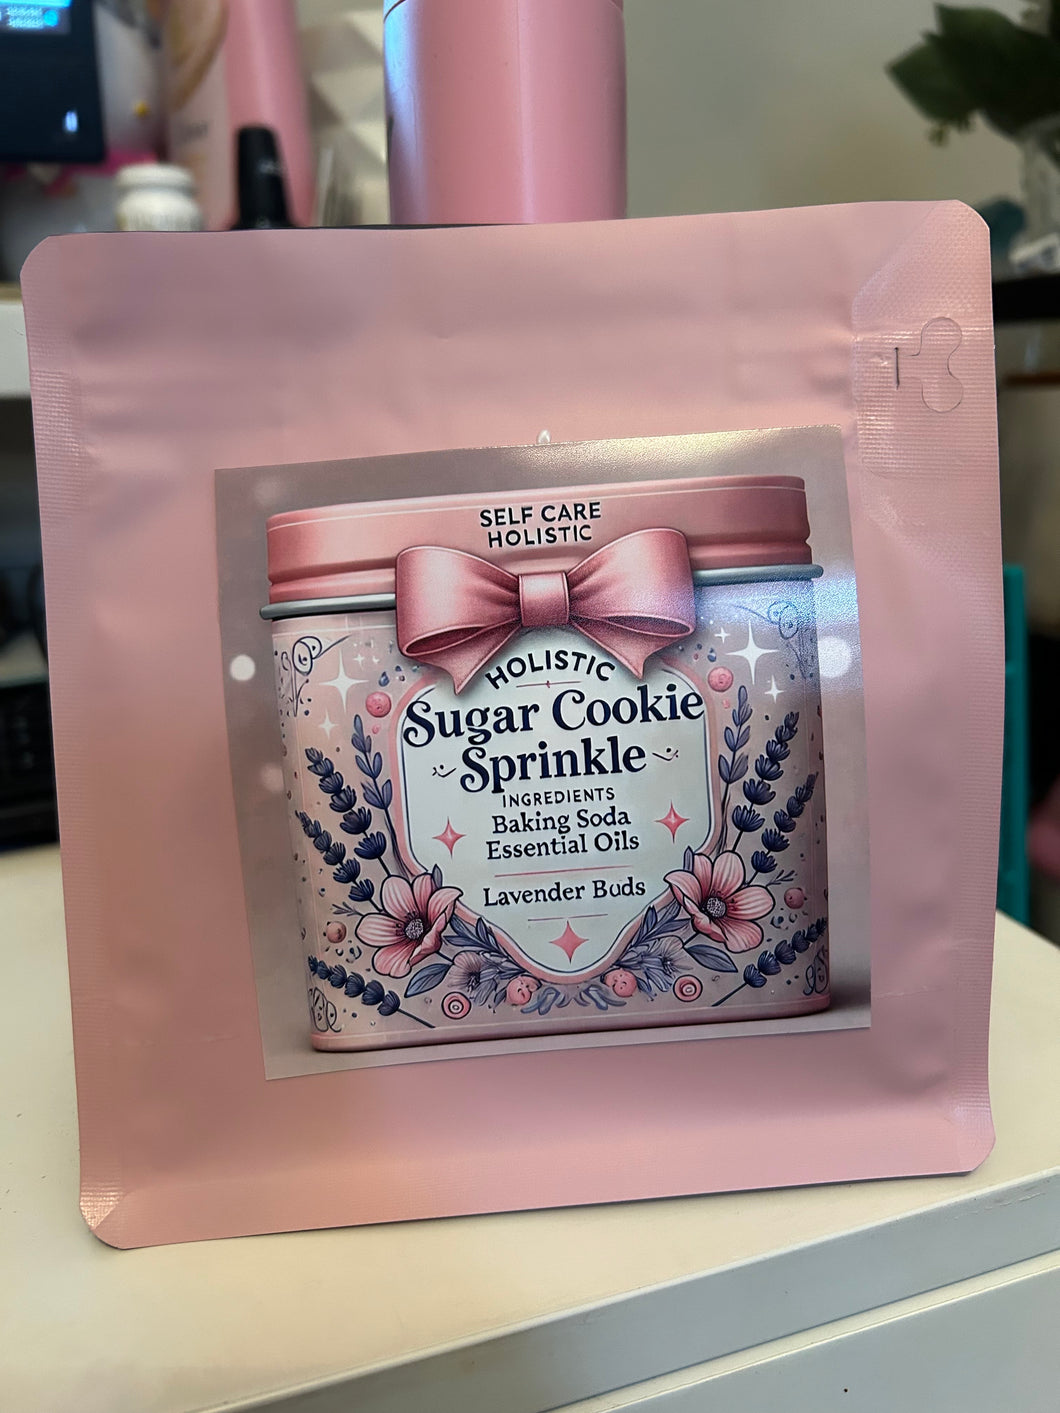 SELF CARE
HOLISTIC
HOLISTIC
Sugar Cookie
Sprinkle
INGREDIENTS
Baking Soda
Essential Oils
Lavender Buds